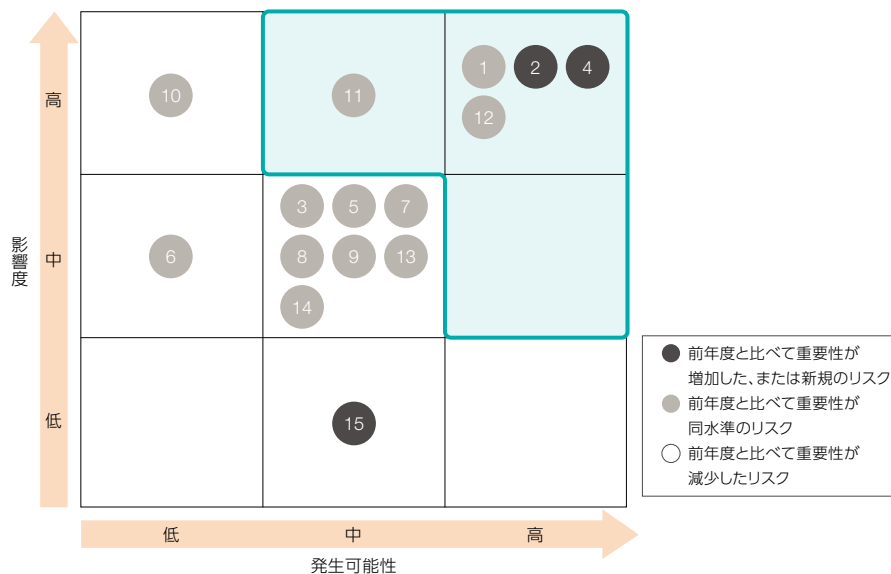 影響度
高
中
低
10
11
1
2
4
12
6
3
5
7
8
9
13
14
15
低
中
高
発生可能性
前年度と比べて重要性が
増加した、または新規のリスク
前年度と比べて重要性が
同水準のリスク
前年度と比べて重要性が
減少したリスク